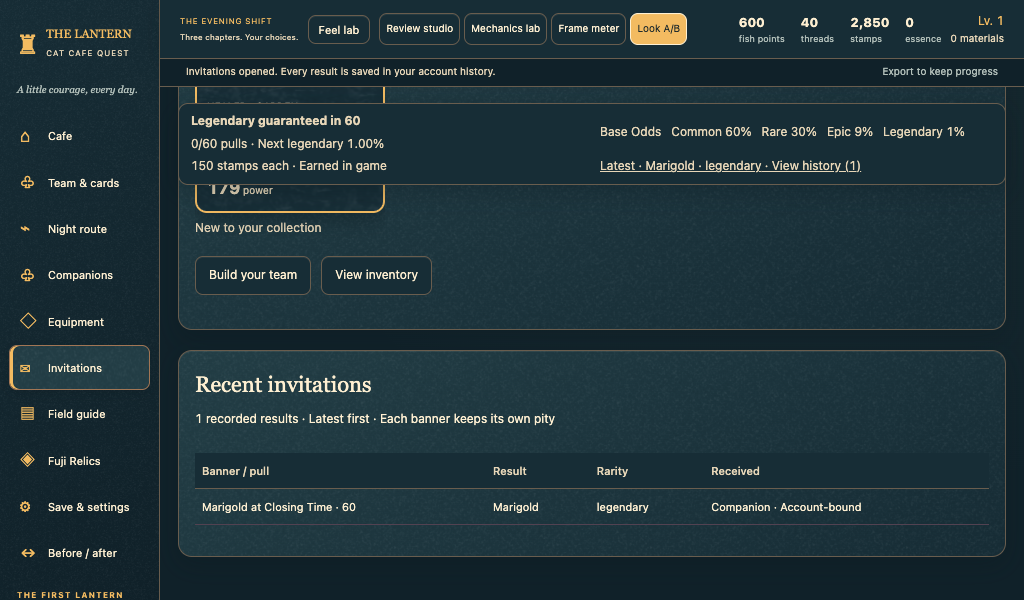 THE LANTERN
CAT CAFE QUEST
A little courage, every day.
Cafe
Team & cards
Night route
Companions
Equipment
Invitations
Field guide
Fuji Relics
Save & settings
Before / after
THE FIRST LANTERN
THE EVENING SHIFT
Three chapters. Your choices.
Feel lab
Review studio
Mechanics lab
Frame meter
Look A/B
600
fish points
40
threads
2,850
stamps
0
essence
Lv. 1
0 materials
Invitations opened. Every result is saved in your account history.
Export to keep progress
Legendary guaranteed in 60
0/60 pulls · Next legendary 1.00%
150 stamps each · Earned in game
Base Odds Common 60% Rare 30% Epic 9% Legendary 1%
Latest · Marigold · legendary · View history (1)
179 power
New to your collection
Build your team
View inventory
Recent invitations
1 recorded results · Latest first · Each banner keeps its own pity
Banner / pull Result Rarity Received
Marigold at Closing Time · 60 Marigold legendary Companion · Account-bound